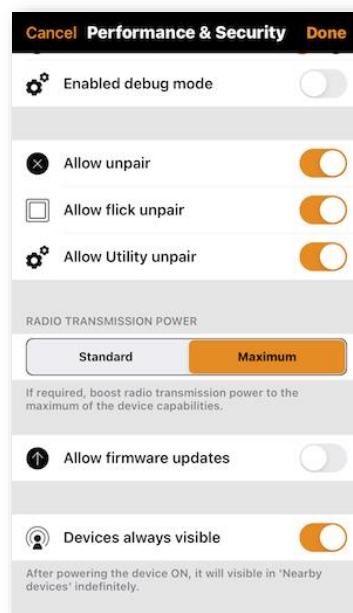 Cancel Performance & Security Done
Enabled debug mode
Allow unpair
Allow flick unpair
Allow Utility unpair
RADIO TRANSMISSION POWER
Standard Maximum
If required, boost radio transmission power to the
maximum of the device capabilities.
Allow firmware updates
Devices always visible
After powering the device ON, it will visible in 'Nearby
devices' indefinitely.